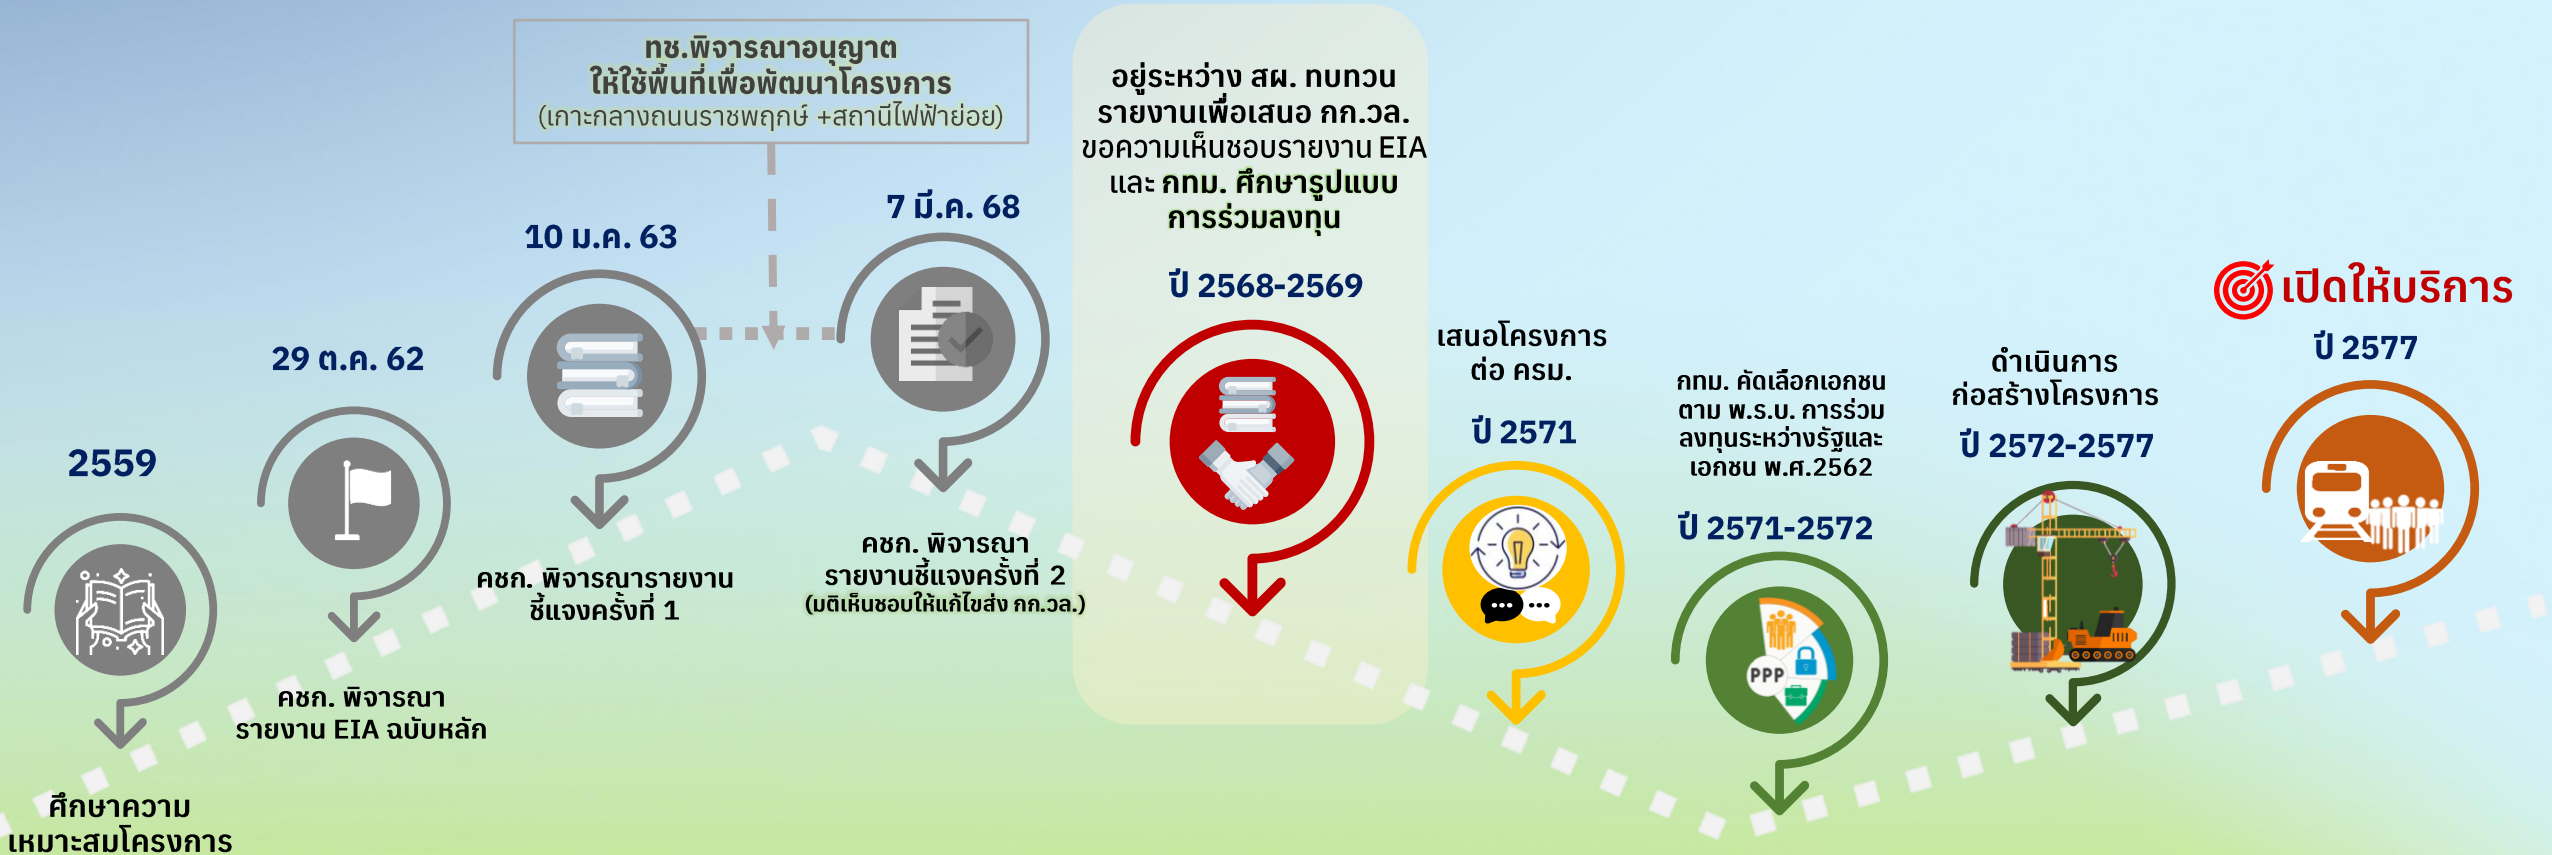 ทช.พิจารณาอนุญาต
ให้ใช้พื้นที่เพื่อพัฒนาโครงการ
(เกาะกลางถนนราชพฤกษ์ +สถานีไฟฟ้าย่อย)
2559
ศึกษาความ
เหมาะสมโครงการ
29 ต.ค. 62
คชก. พิจารณา
รายงาน EIA ฉบับหลัก
10 ม.ค. 63
คชก. พิจารณารายงาน
ชี้แจงครั้งที่ 1
7 มี.ค. 68
คชก. พิจารณา
รายงานชี้แจงครั้งที่ 2
(มติเห็นชอบให้แก้ไขส่ง กก.วล.)
อยู่ระหว่าง สผ. ทบทวน
รายงานเพื่อเสนอ กก.วล.
ขอความเห็นชอบรายงาน EIA
และ กทม. ศึกษารูปแบบ
การร่วมลงทุน
ปี 2568-2569
เสนอโครงการ
ต่อ ครม.
ปี 2571
กทม. คัดเลือกเอกชน
ตาม พ.ร.บ. การร่วม
ลงทุนระหว่างรัฐและ
เอกชน พ.ศ.2562
ปี 2571-2572
PPP
ดำเนินการ
ก่อสร้างโครงการ
ปี 2572-2577
เปิดให้บริการ
ปี 2577